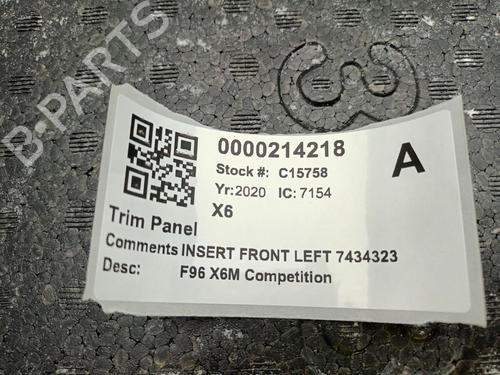 B-PARTS
3
0000214218
A
Stock #: C15758
Yr:2020 IC: 7154
X6
Trim Panel
Comments INSERT FRONT LEFT 7434323
Desc: F96 X6M Competition